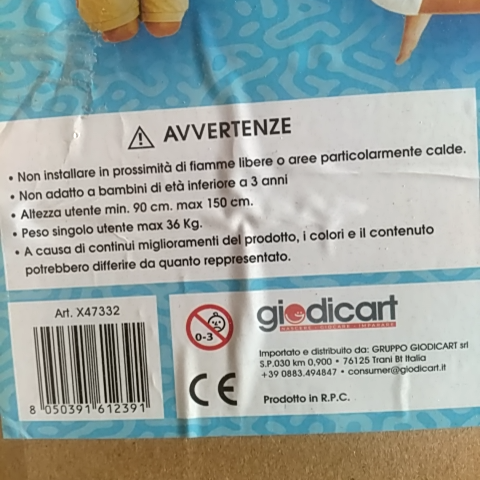 AVVERTENZE
• Non installare in prossimità di fiamme libere o aree particolarmente calde.
• Non adatto a bambini di età inferiore a 3 anni
• Altezza utente min. 90 cm. max 150 cm.
• Peso singolo utente max 36 Kg.
• A causa di continui miglioramenti del prodotto, i colori e il contenuto
potrebbero differire da quanto reppresentato.
Art. X47332
8 050391 612391
0-3
CE
giodicart
NASCERE GIOCARE IMPARARE
Importato e distribuito da: GRUPPO GIODICART srl
S.P.030 km 0,900 • 76125 Trani Bt Italia
+39 0883.494847 • consumer@giodicart.it
Prodotto in R.P.C.